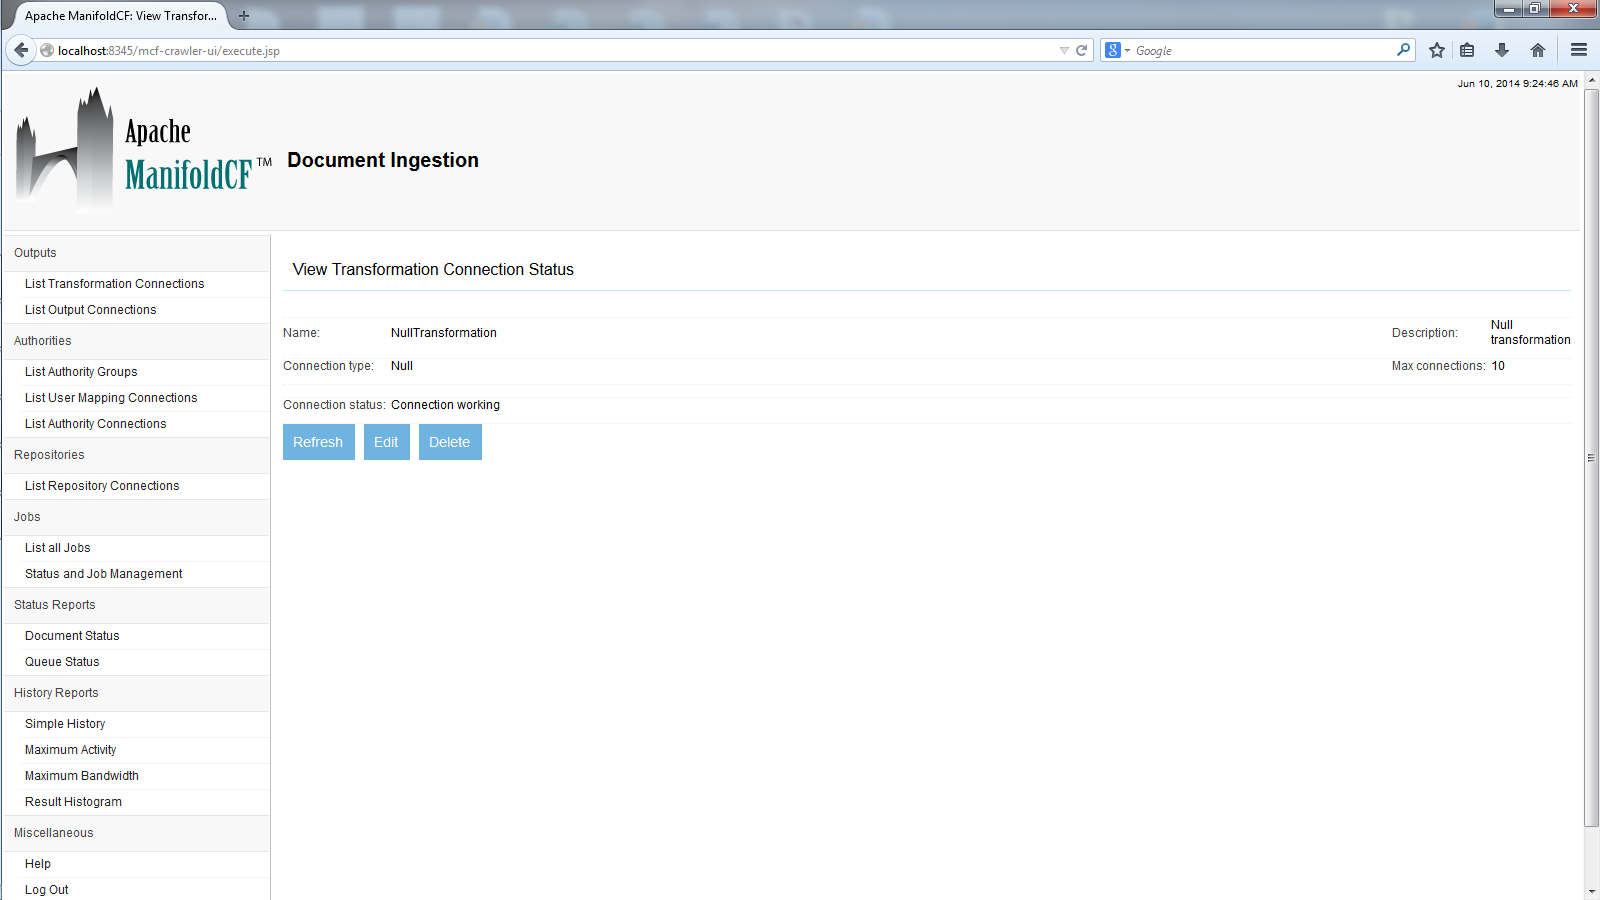 Apache ManifoldCF: View Transfor...
localhost:8345/mcf-crawler-ui/execute.jsp
Google
Jun 10, 2014 9:24:46 AM
Apache
ManifoldCF™
Document Ingestion
Outputs
List Transformation Connections
List Output Connections
Authorities
List Authority Groups
List User Mapping Connections
List Authority Connections
Repositories
List Repository Connections
Jobs
List all Jobs
Status and Job Management
Status Reports
Document Status
Queue Status
History Reports
Simple History
Maximum Activity
Maximum Bandwidth
Result Histogram
Miscellaneous
Help
Log Out
View Transformation Connection Status
Name: NullTransformation
Description: Null
transformation
Connection type: Null
Max connections: 10
Connection status: Connection working
Refresh Edit Delete